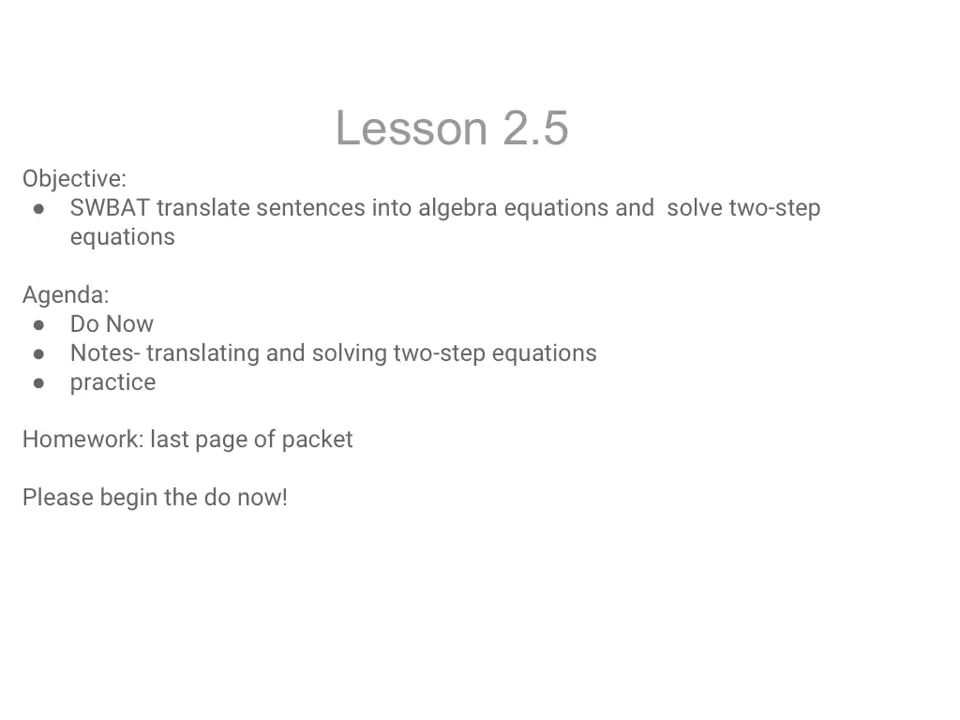 Lesson 2.5
Objective:
● SWBAT translate sentences into algebra equations and  solve two-step
equations
Agenda:
● Do Now
● Notes- translating and solving two-step equations
● practice
Homework: last page of packet
Please begin the do now!